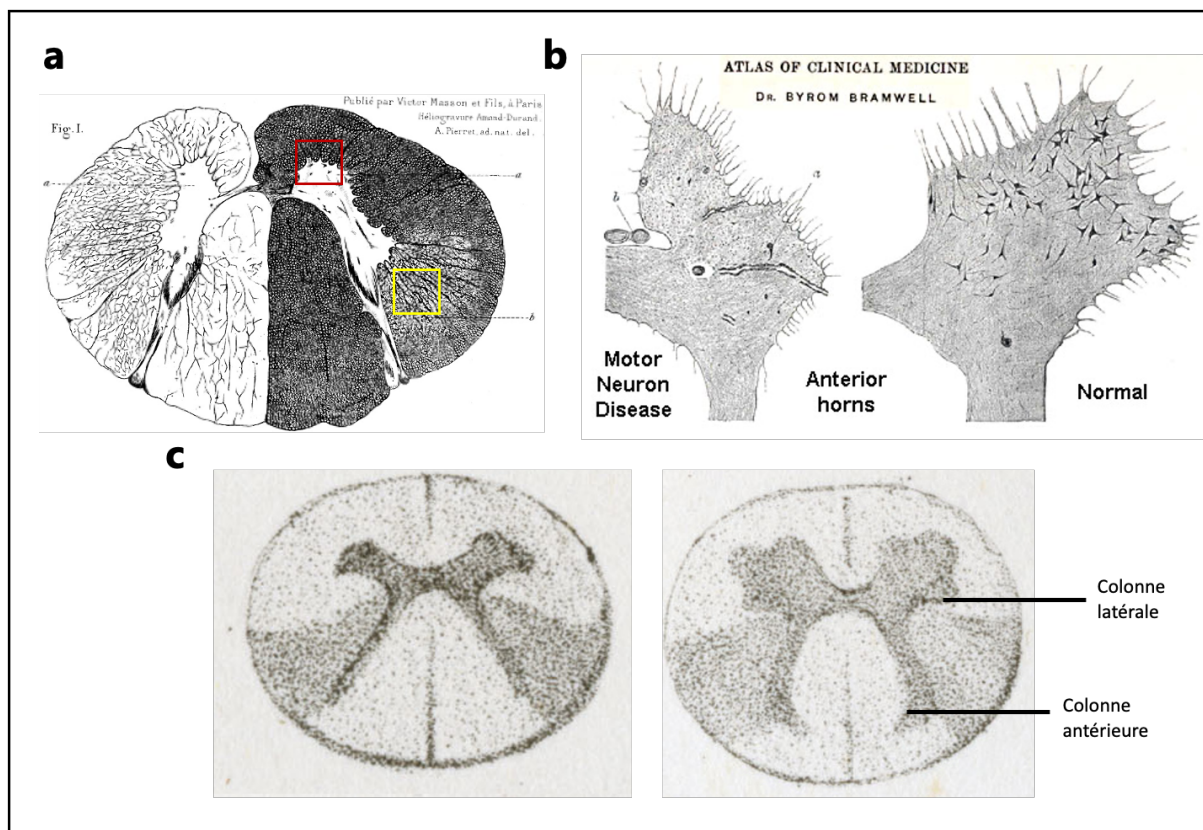 a
Publié par Victor Masson et Fils, à Paris
Héliogravure Amand-Durand.
A. Pierret, ad. nat. del.
Fig. I.
a
a
b
b
ATLAS OF CLINICAL MEDICINE
DR. BYROM BRAMWELL
a
b
Motor
Neuron
Disease
Anterior
horns
Normal
c
Colonne
latérale
Colonne
antérieure